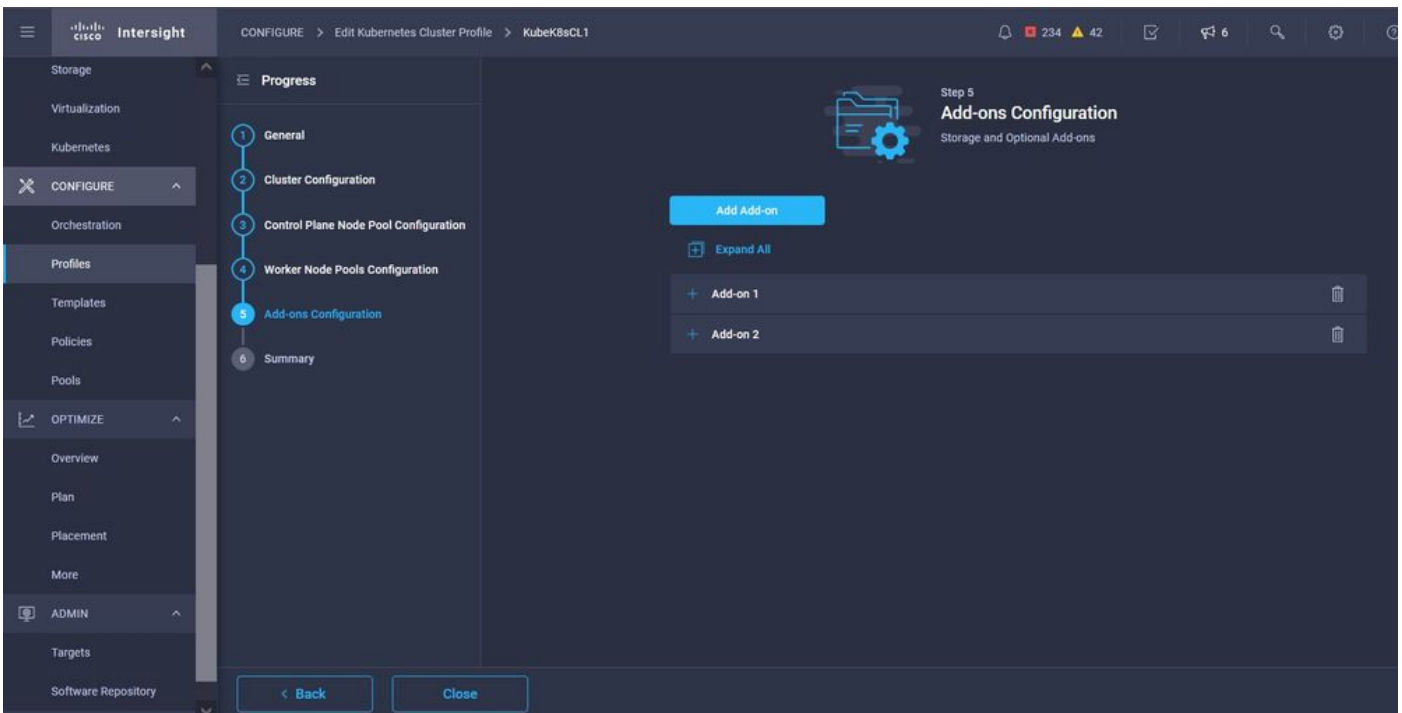 cisco Intersight
CONFIGURE > Edit Kubernetes Cluster Profile > KubeK8sCL1
234 42
6
Storage
Virtualization
Kubernetes
CONFIGURE
Orchestration
Profiles
Templates
Policies
Pools
OPTIMIZE
Overview
Plan
Placement
More
ADMIN
Targets
Software Repository
Progress
1 General
2 Cluster Configuration
3 Control Plane Node Pool Configuration
4 Worker Node Pools Configuration
5 Add-ons Configuration
6 Summary
Step 5
Add-ons Configuration
Storage and Optional Add-ons
Add Add-on
Expand All
+ Add-on 1
+ Add-on 2
< Back
Close